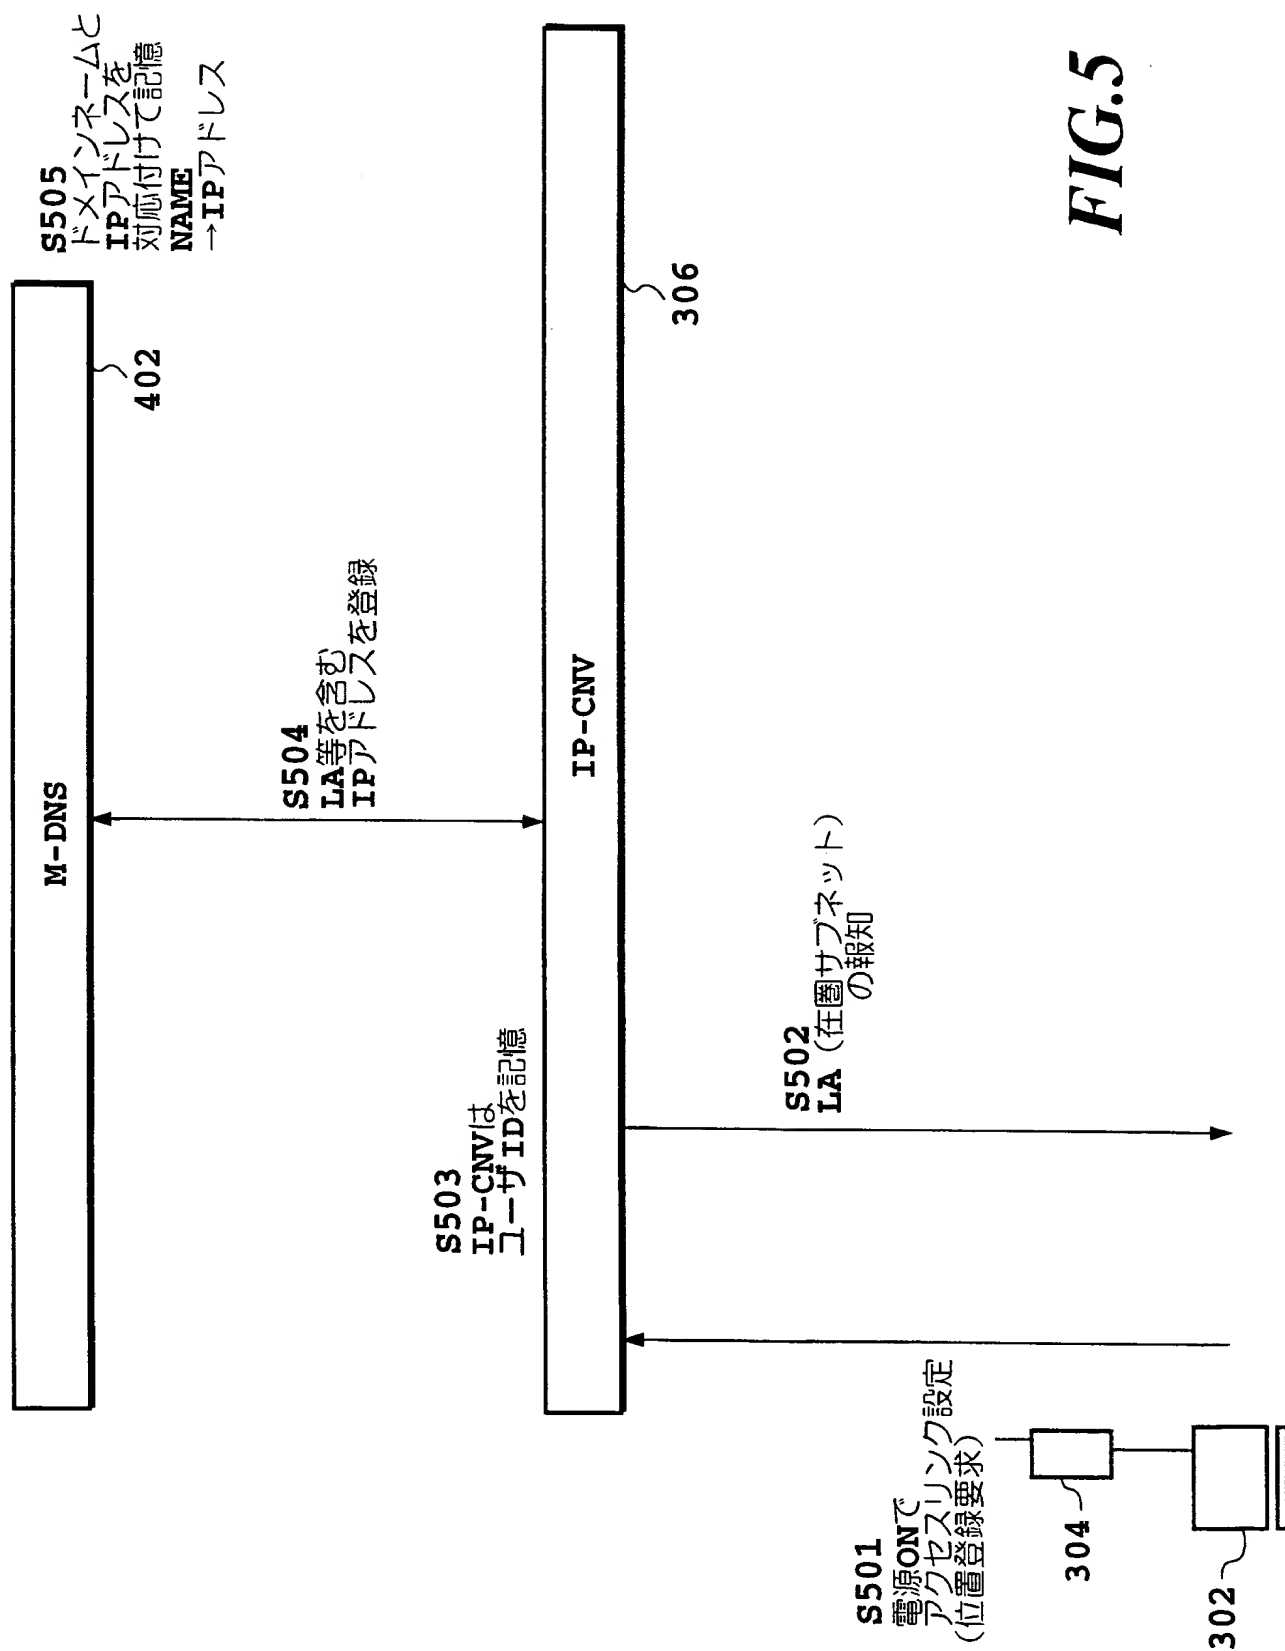 S505
ドメインネームと
IPアドレスを
対応付けて記憶
NAME
→IPアドレス
M-DNS
402
S504
LA等を含む
IPアドレスを登録
S503
IP-CNVは
ユーザIDを記憶
IP-CNV
306
S502
LA（在圏サブネット）
の報知
S501
電源ONで
アクセスリンク設定
（位置登録要求）
304
302
FIG.5